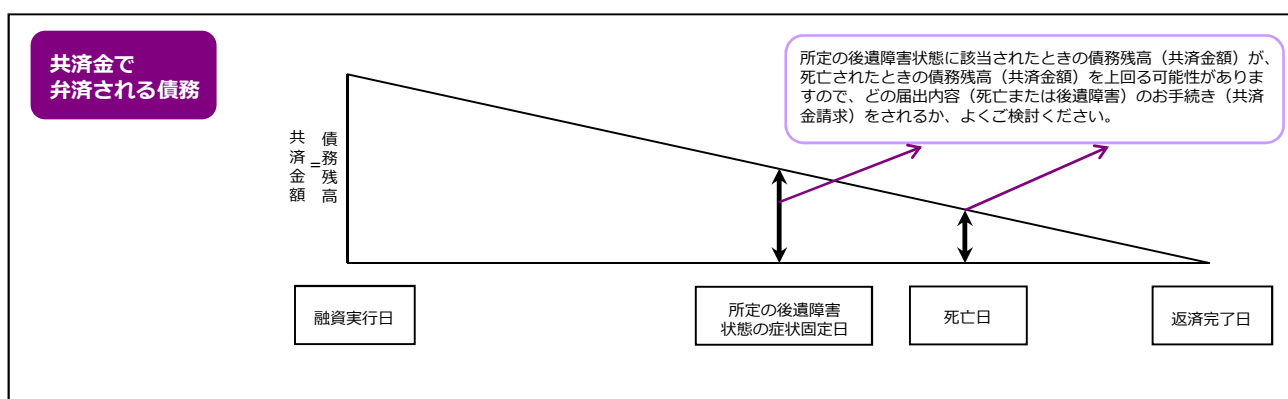 共済金で
弁済される債務
所定の後遺障害状態に該当されたときの債務残高（共済金額）が、
死亡されたときの債務残高（共済金額）を上回る可能性がありま
すので、どの届出内容（死亡または後遺障害）のお手続き（共済
金請求）をされるか、よくご検討ください。
共済金額
=
債務残高
融資実行日
所定の後遺障害
状態の症状固定日
死亡日
返済完了日